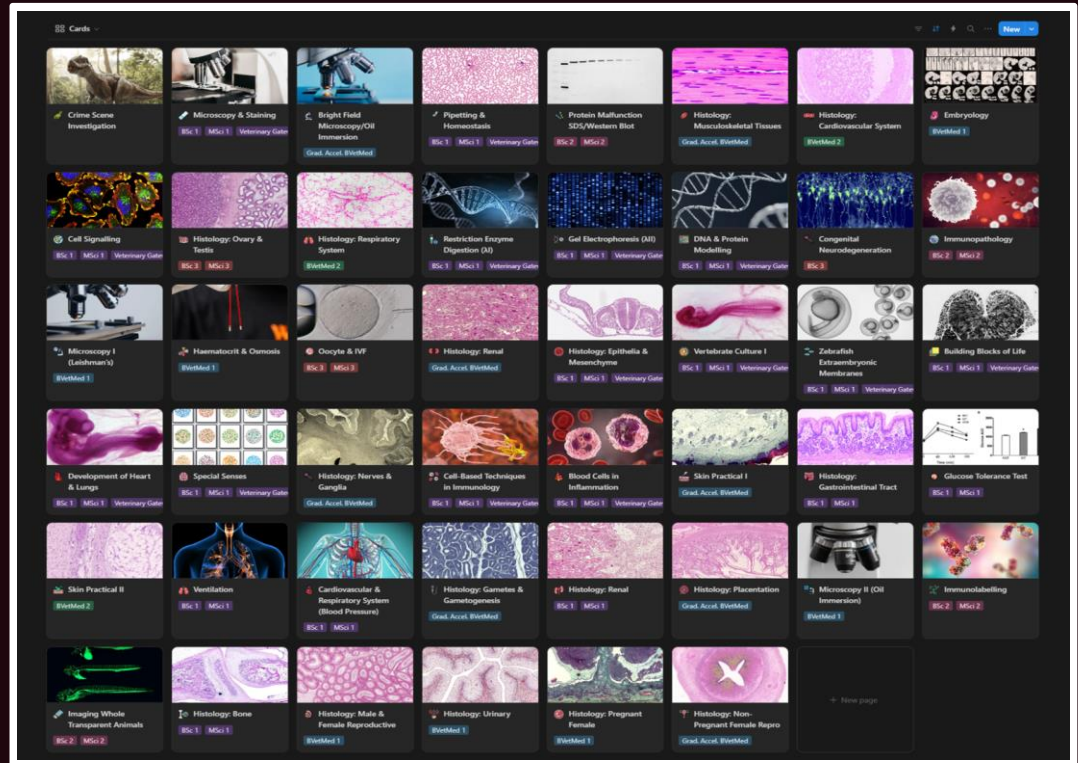 Cards
New
Crime Scene
Investigation
Microscopy & Staining
BSc 1 MSci 1 Veterinary Gate
Bright Field
Microscopy/Oil
Immersion
Grad. Accel. BVetMed
Pipetting &
Homeostasis
BSc 1 MSci 1 Veterinary Gate
Protein Malfunction
SDS/Western Blot
BSc 2 MSci 2
Histology:
Musculoskeletal Tissues
Grad. Accel. BVetMed
Histology:
Cardiovascular System
BVetMed 2
Embryology
BVetMed 1
Cell Signalling
BSc 1 MSci 1 Veterinary Gate
Histology: Ovary &
Testis
BSc 3 MSci 3
Histology: Respiratory
System
BVetMed 2
Restriction Enzyme
Digestion (λI)
BSc 1 MSci 1 Veterinary Gate
Gel Electrophoresis (λII)
BSc 1 MSci 1 Veterinary Gate
DNA & Protein
Modelling
BSc 1 MSci 1 Veterinary Gate
Congenital
Neurodegeneration
BSc 3
Immunopathology
BSc 2 MSci 2
Microscopy I
(Leishman's)
BVetMed 1
Haematocrit & Osmosis
BVetMed 1
Oocyte & IVF
BSc 3 MSci 3
Histology: Renal
Grad. Accel. BVetMed
Histology: Epithelia &
Mesenchyme
BSc 1 MSci 1 Veterinary Gate
Vertebrate Culture I
BSc 1 MSci 1 Veterinary Gate
Zebrafish
Extraembryonic
Membranes
BSc 1 MSci 1 Veterinary Gate
Building Blocks of Life
BSc 1 MSci 1 Veterinary Gate
Development of Heart
& Lungs
BSc 1 MSci 1 Veterinary Gate
Special Senses
BSc 1 MSci 1 Veterinary Gate
Histology: Nerves &
Ganglia
Grad. Accel. BVetMed
Cell-Based Techniques
in Immunology
BSc 1 MSci 1 Veterinary Gate
Blood Cells in
Inflammation
BSc 1 MSci 1 Veterinary Gate
Skin Practical I
Grad. Accel. BVetMed
Histology:
Gastrointestinal Tract
BSc 1 MSci 1
Glucose Tolerance Test
BSc 1 MSci 1
Skin Practical II
BVetMed 2
Ventilation
BSc 1 MSci 1
Cardiovascular &
Respiratory System
(Blood Pressure)
BSc 1 MSci 1
Histology: Gametes &
Gametogenesis
Grad. Accel. BVetMed
Histology: Renal
BSc 1 MSci 1
Histology: Placentation
Grad. Accel. BVetMed
Microscopy II (Oil
Immersion)
BVetMed 1
Immunolabelling
BSc 2 MSci 2
Imaging Whole
Transparent Animals
BSc 2 MSci 2
Histology: Bone
BSc 1 MSci 1
Histology: Male &
Female Reproductive
BVetMed 1
Histology: Urinary
BVetMed 1
Histology: Pregnant
Female
BVetMed 1
Histology: Non-
Pregnant Female Repro
Grad. Accel. BVetMed
+ New page